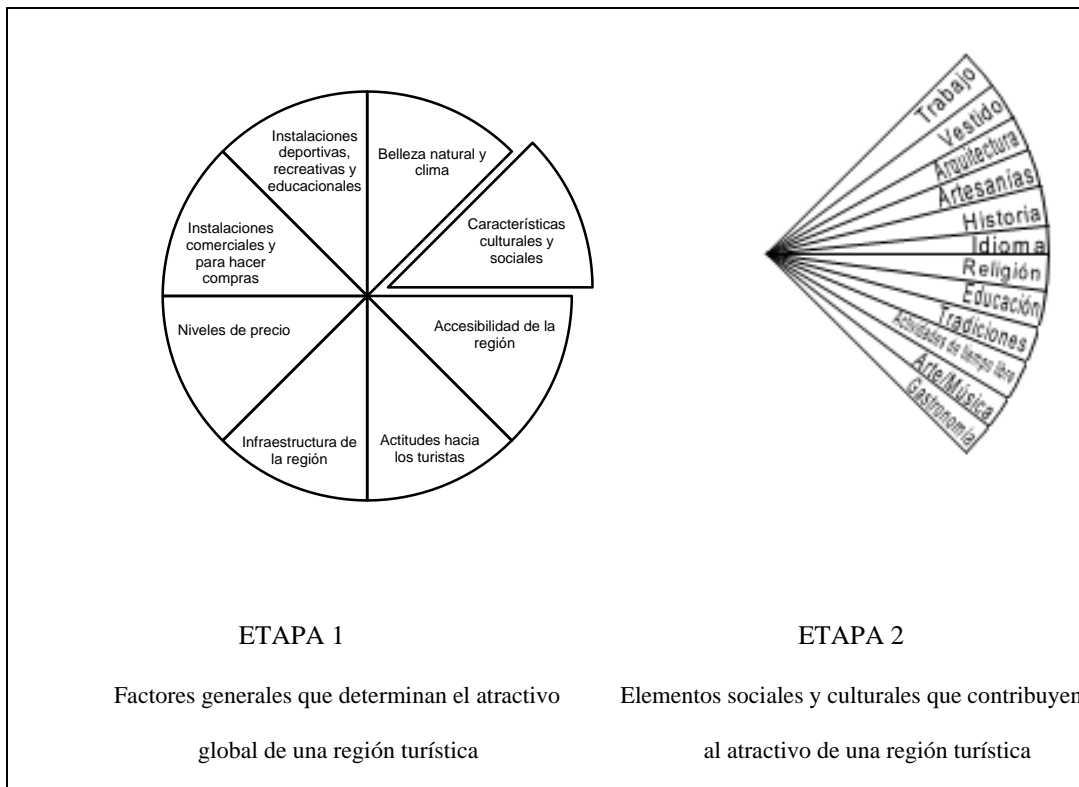 Instalaciones
deportivas,
recreativas y
educacionales
Belleza natural y
clima
Características
culturales y
sociales
Accesibilidad de la
región
Actitudes hacia
los turistas
Infraestructura de
la región
Niveles de precio
Instalaciones
comerciales y
para hacer
compras
Trabajo
Vestido
Arquitectura
Artesanías
Historia
Idioma
Religión
Educación
Tradiciones
Actividades de tiempo libre
Arte/Música
Gastronomía
ETAPA 1
Factores generales que determinan el atractivo
global de una región turística
ETAPA 2
Elementos sociales y culturales que contribuyen
al atractivo de una región turística